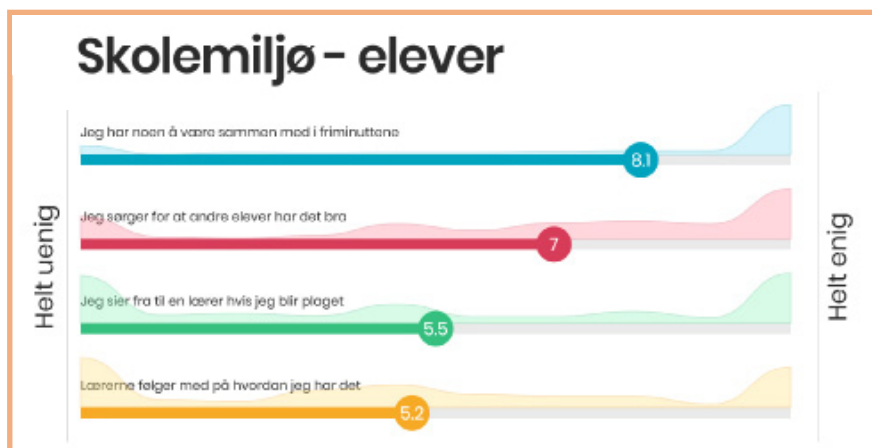 Skolemiljø - elever
Helt uenig
Jeg har noen å være sammen med i friminuttene
8.1
Jeg sørger for at andre elever har det bra
7
Jeg sier fra til en lærer hvis jeg blir plaget
5.5
Lærerne følger med på hvordan jeg har det
5.2
Helt enig